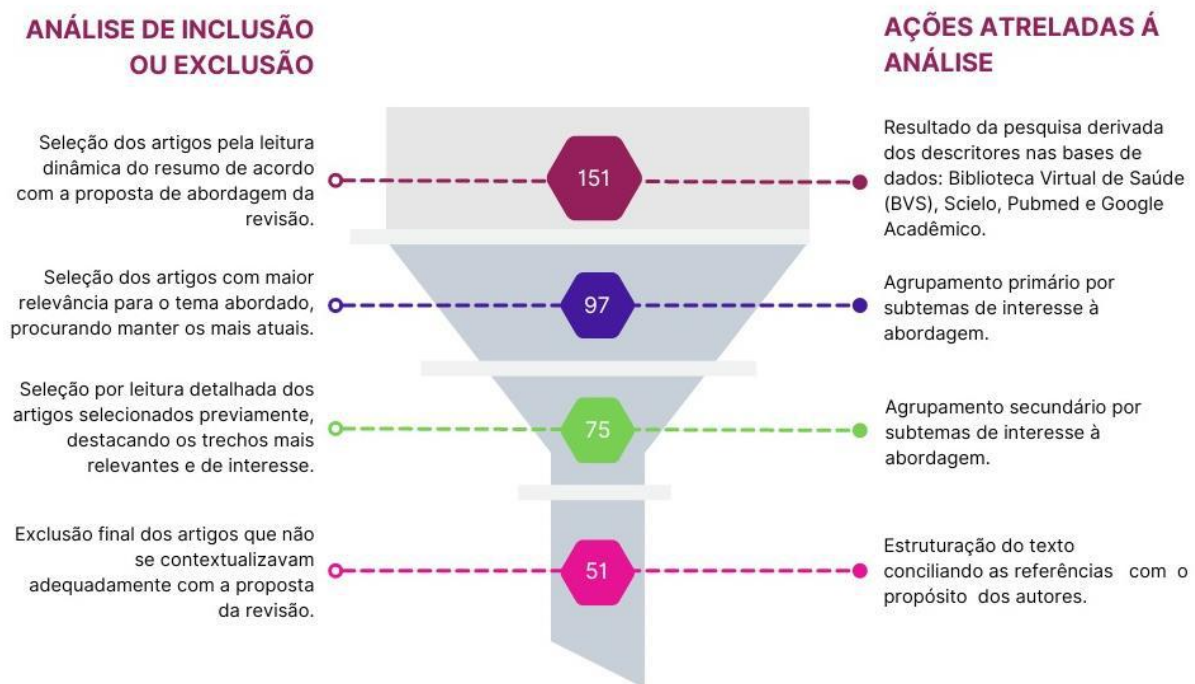 ANÁLISE DE INCLUSÃO
OU EXCLUSÃO
AÇÕES ATRELADAS Á
ANÁLISE
Seleção dos artigos pela leitura
dinâmica do resumo de acordo
com a proposta de abordagem da
revisão.
151
Resultado da pesquisa derivada
dos descritores nas bases de
dados: Biblioteca Virtual de Saúde
(BVS), Scielo, Pubmed e Google
Acadêmico.
Seleção dos artigos com maior
relevância para o tema abordado,
procurando manter os mais atuais.
97
Agrupamento primário por
subtemas de interesse à
abordagem.
Seleção por leitura detalhada dos
artigos selecionados previamente,
destacando os trechos mais
relevantes e de interesse.
75
Agrupamento secundário por
subtemas de interesse à
abordagem.
Exclusão final dos artigos que não
se contextualizavam
adequadamente com a proposta
da revisão.
51
Estruturação do texto
conciliando as referências com o
propósito dos autores.